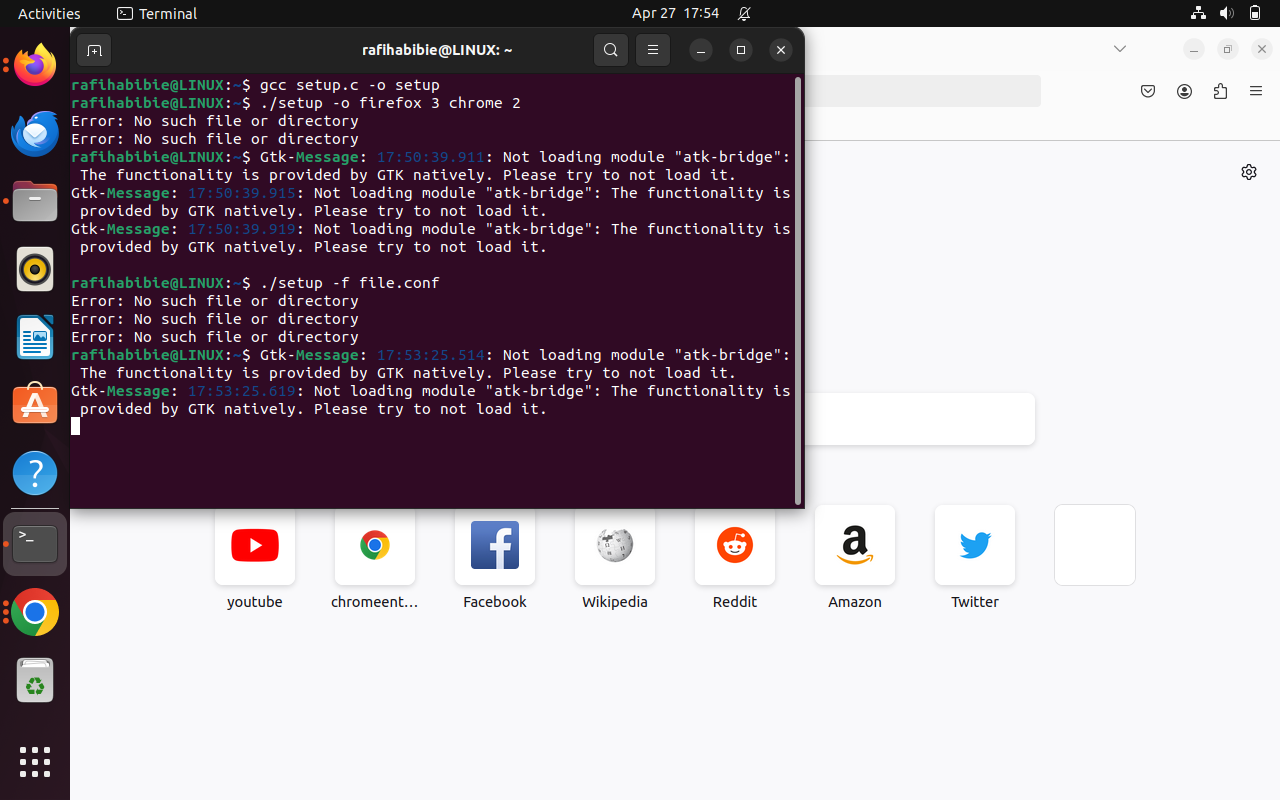 Activities
Terminal
Apr 27 17:54
rafihabibie@LINUX: ~
rafihabibie@LINUX:~$ gcc setup.c -o setup
rafihabibie@LINUX:~$ ./setup -o firefox 3 chrome 2
Error: No such file or directory
Error: No such file or directory
rafihabibie@LINUX:~$ Gtk-Message: 17:50:39.911: Not loading module "atk-bridge":
The functionality is provided by GTK natively. Please try to not load it.
Gtk-Message: 17:50:39.915: Not loading module "atk-bridge": The functionality is
provided by GTK natively. Please try to not load it.
Gtk-Message: 17:50:39.919: Not loading module "atk-bridge": The functionality is
provided by GTK natively. Please try to not load it.
rafihabibie@LINUX:~$ ./setup -f file.conf
Error: No such file or directory
Error: No such file or directory
Error: No such file or directory
rafihabibie@LINUX:~$ Gtk-Message: 17:53:25.514: Not loading module "atk-bridge":
The functionality is provided by GTK natively. Please try to not load it.
Gtk-Message: 17:53:25.619: Not loading module "atk-bridge": The functionality is
provided by GTK natively. Please try to not load it.
youtube
chromeent…
Facebook
Wikipedia
Reddit
Amazon
Twitter